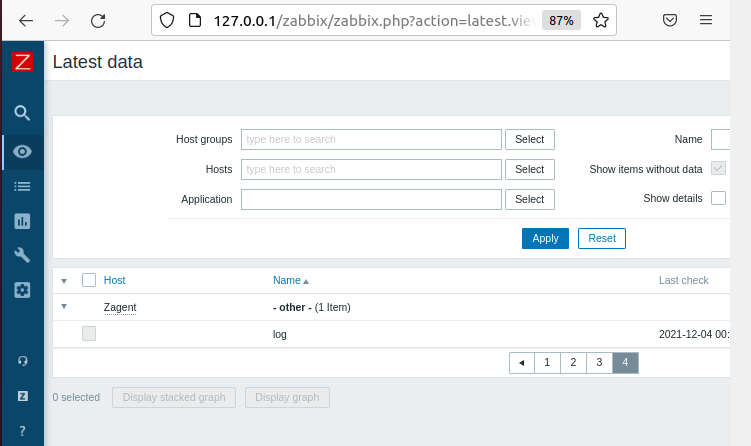 127.0.0.1/zabbix/zabbix.php?action=latest.vie 87%
Z Latest data
Host groups type here to search Select Name
Hosts type here to search Select Show items without data
Application Select Show details
Apply Reset
Host Name Last check
Zagent - other - (1 Item)
log 2021-12-04 00:
1 2 3 4
0 selected Display stacked graph Display graph
Z
?